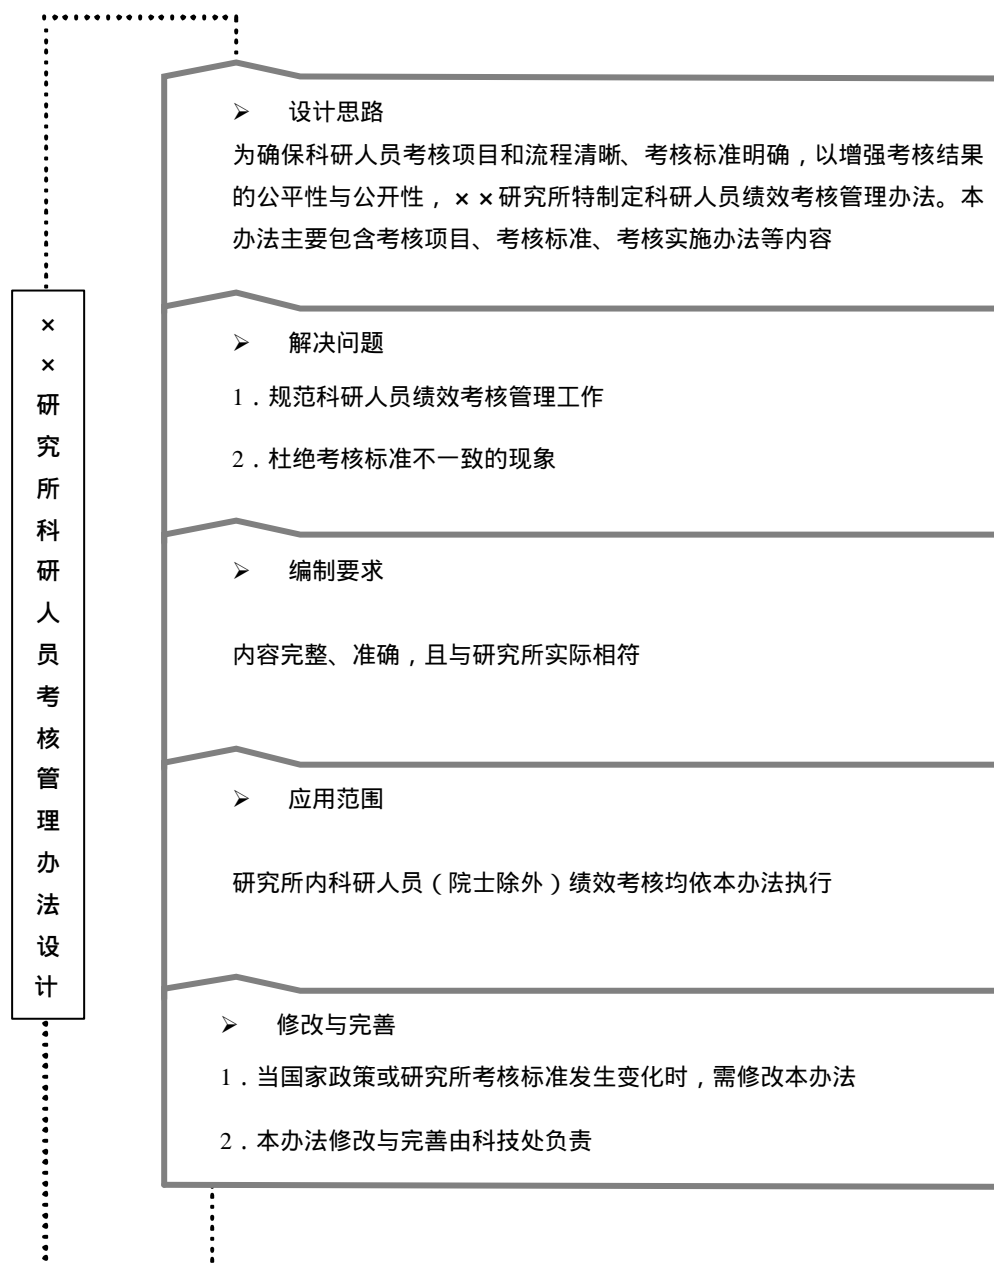 ××研究所科研人员考核管理办法设计
➢ 设计思路
为确保科研人员考核项目和流程清晰、考核标准明确，以增强考核结果
的公平性与公开性，××研究所特制定科研人员绩效考核管理办法。本
办法主要包含考核项目、考核标准、考核实施办法等内容
➢ 解决问题
1．规范科研人员绩效考核管理工作
2．杜绝考核标准不一致的现象
➢ 编制要求
内容完整、准确，且与研究所实际相符
➢ 应用范围
研究所内科研人员（院士除外）绩效考核均依本办法执行
➢ 修改与完善
1．当国家政策或研究所考核标准发生变化时，需修改本办法
2．本办法修改与完善由科技处负责